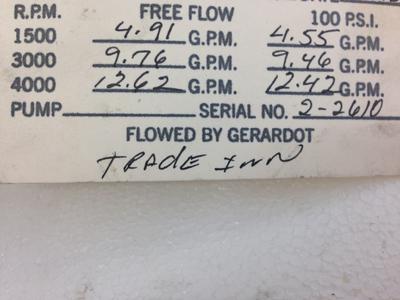 R.P.M. FREE FLOW 100 P.S.I.
1500 4.91 G.P.M. 4.55 G.P.M.
3000 9.76 G.P.M. 9.46 G.P.M.
4000 12.62 G.P.M. 12.42 G.P.M.
PUMP SERIAL NO. 2-2610
FLOWED BY GERARDOT
TRADE INN